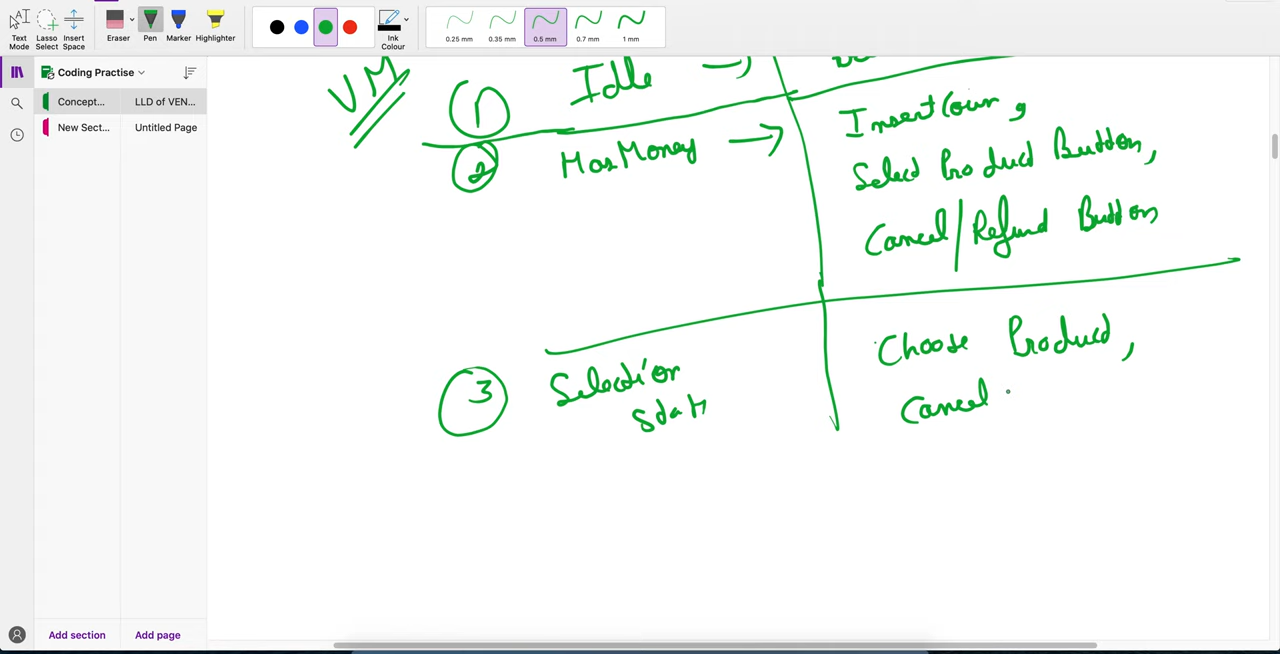 Text Mode
Lasso Select
Insert Space
Eraser
Pen
Marker
Highlighter
Ink Colour
0.25 mm
0.35 mm
0.5 mm
0.7 mm
1 mm
Coding Practise
Concept...
LLD of VEN...
New Sect...
Untitled Page
VM
1 Idle
2 HasMoney
Insert Coin,
Select Product Button,
Cancel/Refund Button
3 Selection
State
Choose Product,
Cancel
Add section
Add page